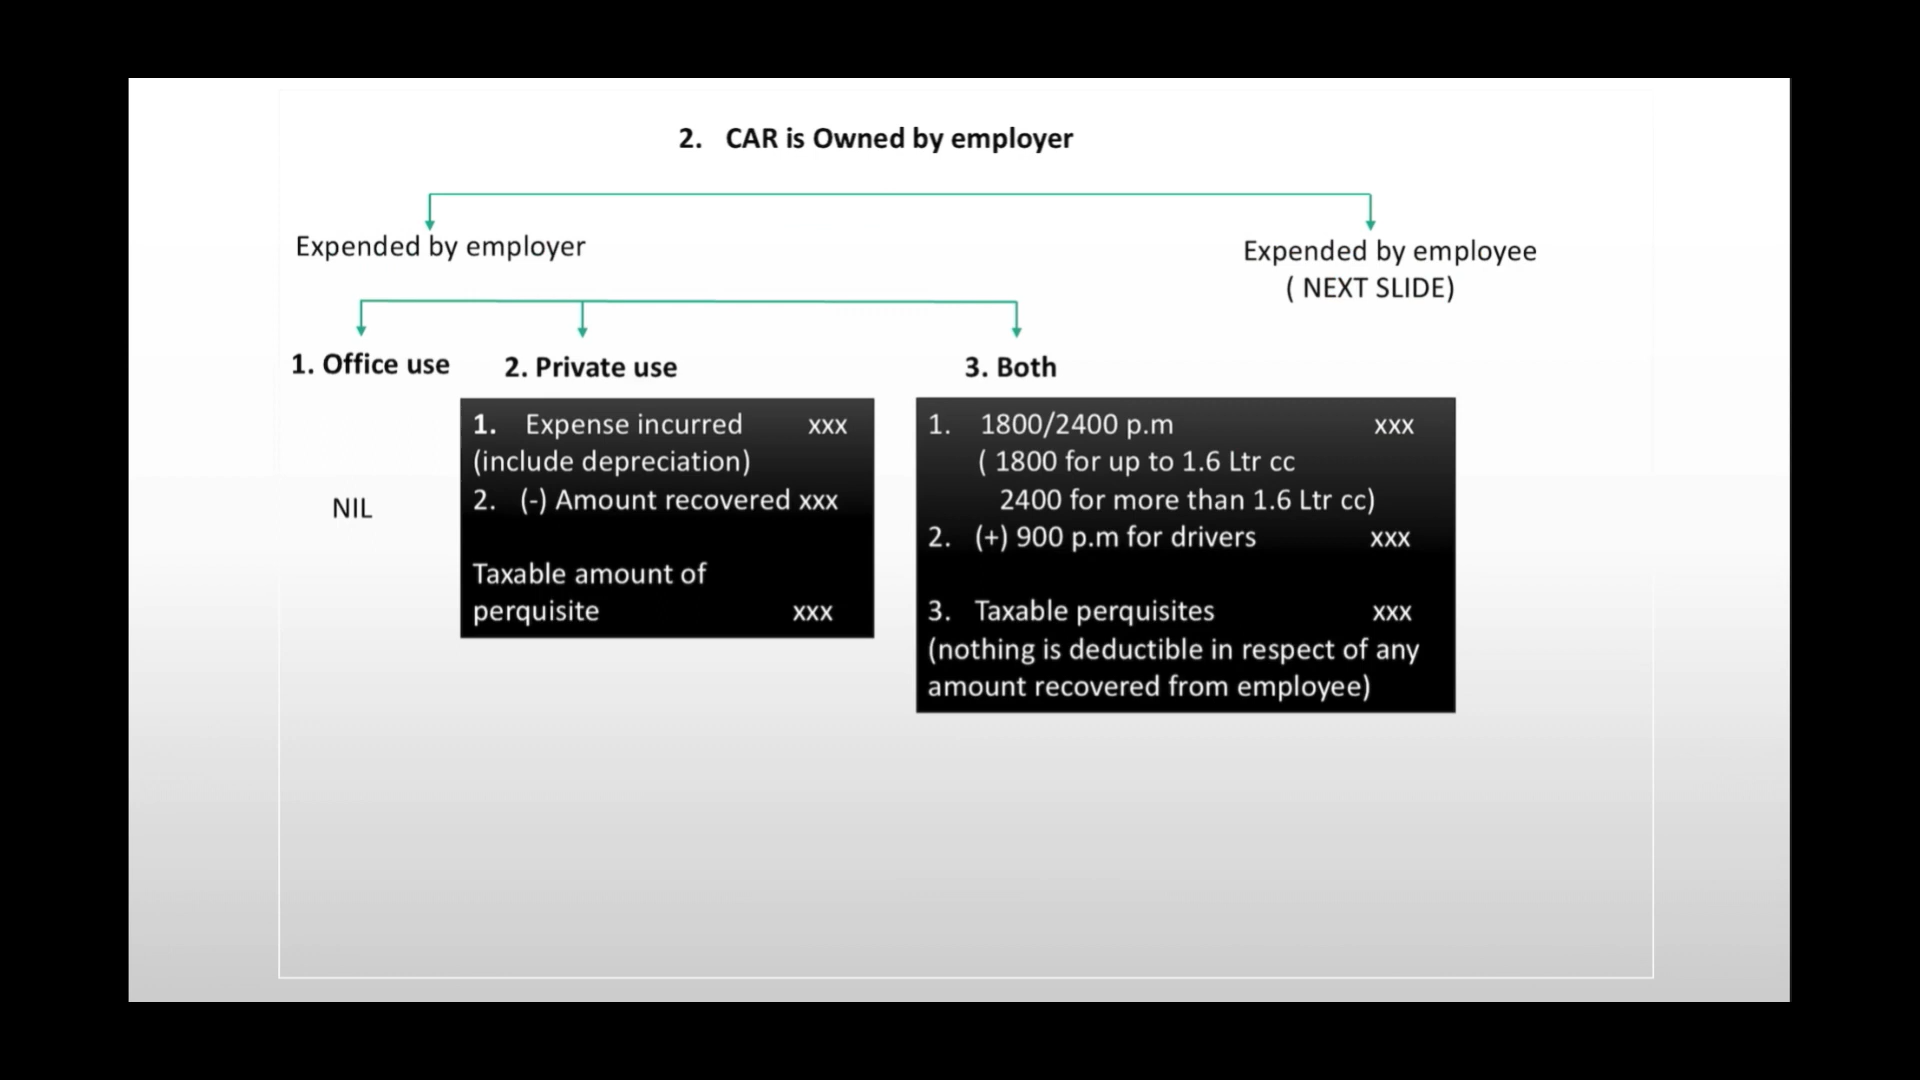 2. CAR is Owned by employer
Expended by employer
Expended by employee
( NEXT SLIDE)
1. Office use
2. Private use
3. Both
NIL
1. Expense incurred xxx
(include depreciation)
2. (-) Amount recovered xxx
Taxable amount of
perquisite xxx
1. 1800/2400 p.m xxx
( 1800 for up to 1.6 Ltr cc
2400 for more than 1.6 Ltr cc)
2. (+) 900 p.m for drivers xxx
3. Taxable perquisites xxx
(nothing is deductible in respect of any
amount recovered from employee)